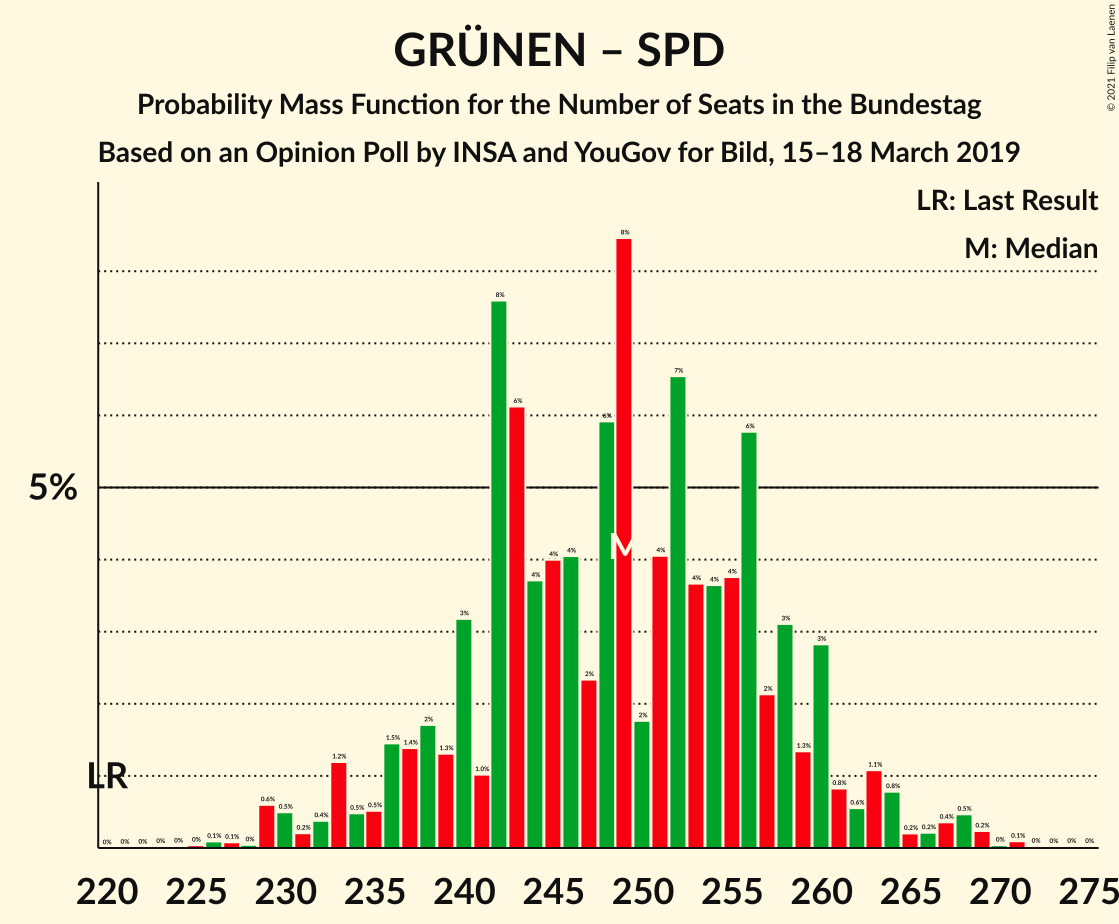 GRÜNEN – SPD
Probability Mass Function for the Number of Seats in the Bundestag
Based on an Opinion Poll by INSA and YouGov for Bild, 15–18 March 2019
© 2021 Filip van Laenen
LR: Last Result
M: Median
5%
LR
M
0% 0% 0% 0% 0% 0% 0.1% 0.1% 0% 0.6% 0.5% 0.2% 0.4% 1.2% 0.5% 0.5% 1.5% 1.4% 2% 1.3% 3% 1.0% 8% 6% 4% 4% 4% 2% 6% 8% 2% 4% 7% 4% 4% 4% 6% 2% 3% 1.3% 3% 0.8% 0.6% 1.1% 0.8% 0.2% 0.2% 0.4% 0.5% 0.2% 0% 0.1% 0% 0% 0% 0%
220 225 230 235 240 245 250 255 260 265 270 275